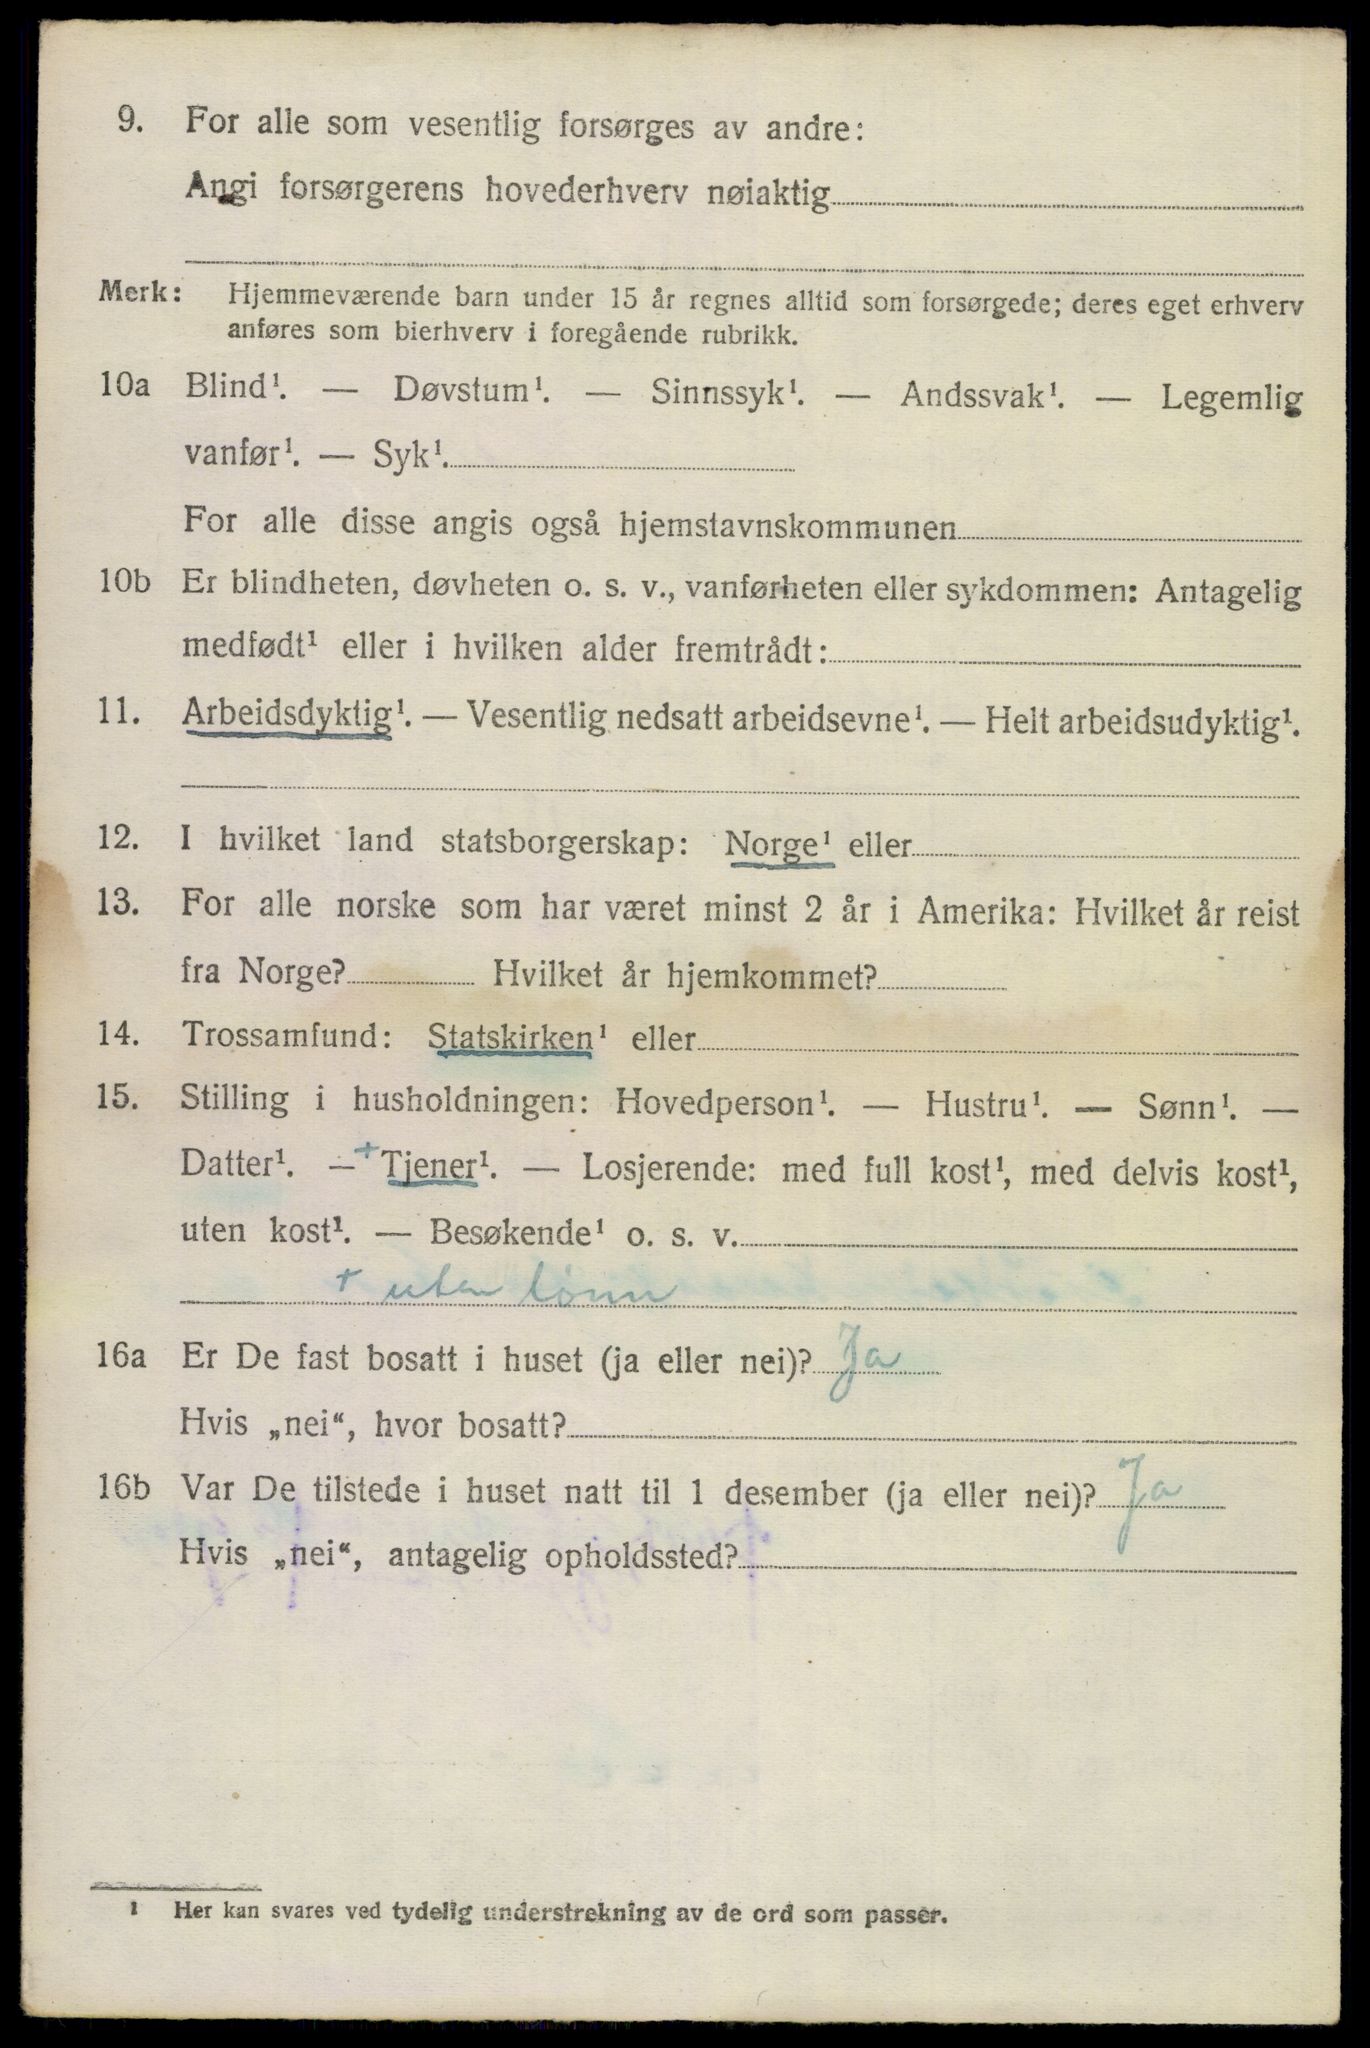 9. For alle som vesentlig forsørges av andre:
Angi forsørgerens hovederhverv nøiaktig
Merk: Hjemmeværende barn under 15 år regnes alltid som forsørgede; deres eget erhverv
anføres som bierhverv i foregående rubrikk.
10a Blind¹. — Døvstum¹. — Sinnssyk¹. — Andssvak¹. — Legemlig
vanfør¹. — Syk¹.
For alle disse angis også hjemstavnskommunen
10b Er blindheten, døvheten o. s. v., vanførheten eller sykdommen: Antagelig
medfødt¹ eller i hvilken alder fremtrådt:
11. Arbeidsdyktig¹. — Vesentlig nedsatt arbeidsevne¹. — Helt arbeidsudyktig¹.
12. I hvilket land statsborgerskap: Norge¹ eller
13. For alle norske som har været minst 2 år i Amerika: Hvilket år reist
fra Norge? Hvilket år hjemkommet?
14. Trossamfund: Statskirken¹ eller
15. Stilling i husholdningen: Hovedperson¹. — Hustru¹. — Sønn¹. —
Datter¹. — + Tjener¹. — Losjerende: med full kost¹, med delvis kost¹,
uten kost¹. — Besøkende¹ o. s. v.
+ uten lønn
16a Er De fast bosatt i huset (ja eller nei)? Ja
Hvis „nei“, hvor bosatt?
16b Var De tilstede i huset natt til 1 desember (ja eller nei)? Ja
Hvis „nei“, antagelig opholdssted?
1 Her kan svares ved tydelig understrekning av de ord som passer.